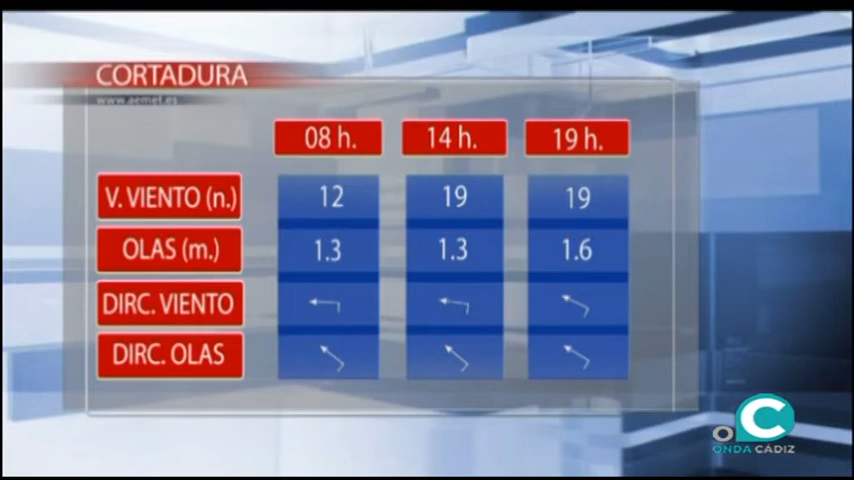 CORTADURA
www.aemet.es
08 h. 14 h. 19 h.
V. VIENTO (n.) 12 19 19
OLAS (m.) 1.3 1.3 1.6
DIRC. VIENTO
DIRC. OLAS
O C
ONDA CÁDIZ